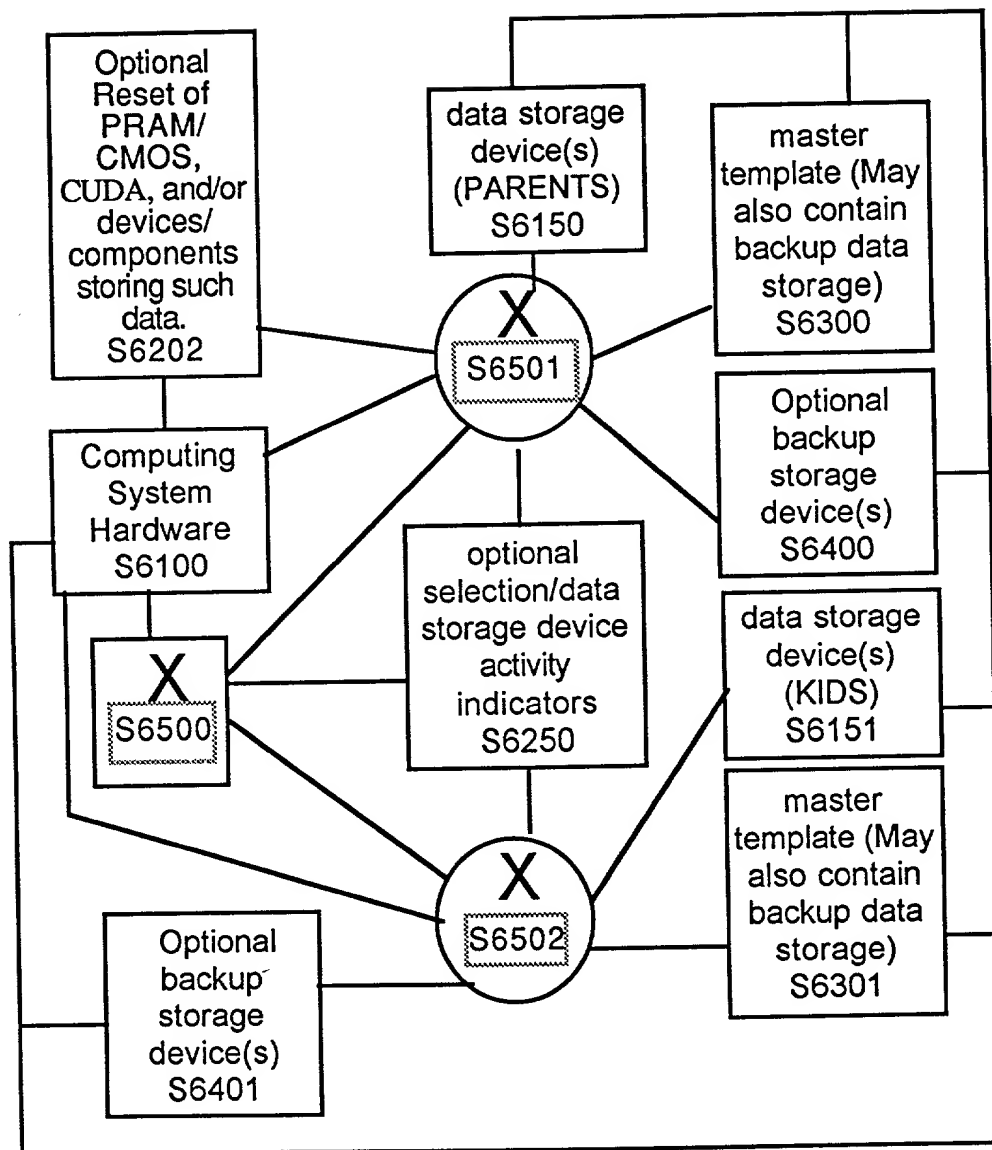 Optional
Reset of
PRAM/
CMOS,
CUDA, and/or
devices/
components
storing such
data.
S6202
data storage
device(s)
(PARENTS)
S6150
master
template (May
also contain
backup data
storage)
S6300
X
S6501
Computing
System
Hardware
S6100
Optional
backup
storage
device(s)
S6400
optional
selection/data
storage device
activity
indicators
S6250
X
S6500
data storage
device(s)
(KIDS)
S6151
master
template (May
also contain
backup data
storage)
S6301
X
S6502
Optional
backup
storage
device(s)
S6401